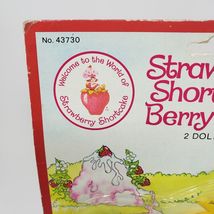 No. 43730
Welcome to the World of
Strawberry Shortcake
Straw
Short
Berry
2 DOL